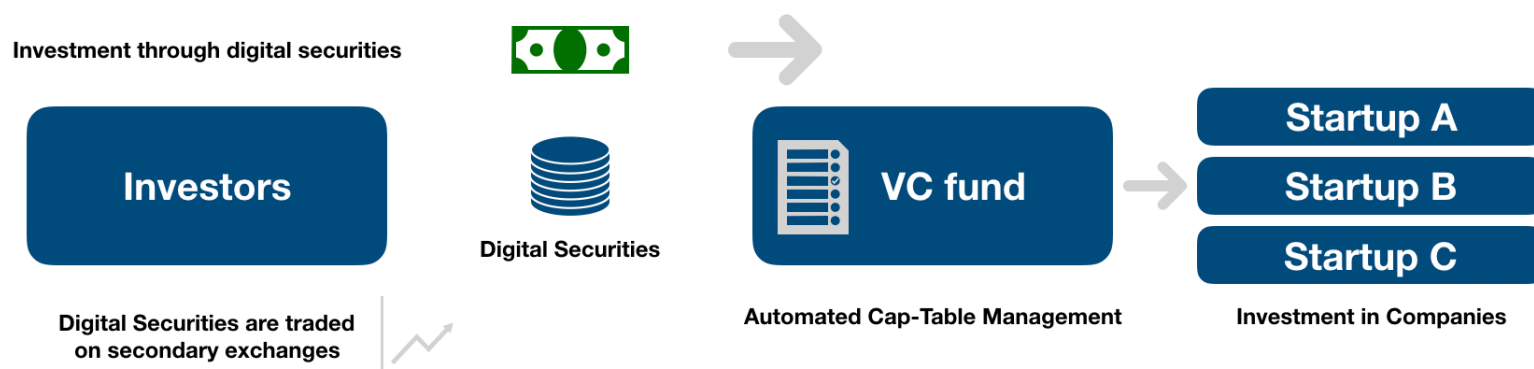 Investment through digital securities
Investors
Digital Securities
VC fund
Startup A
Startup B
Startup C
Digital Securities are traded
on secondary exchanges
Automated Cap-Table Management
Investment in Companies